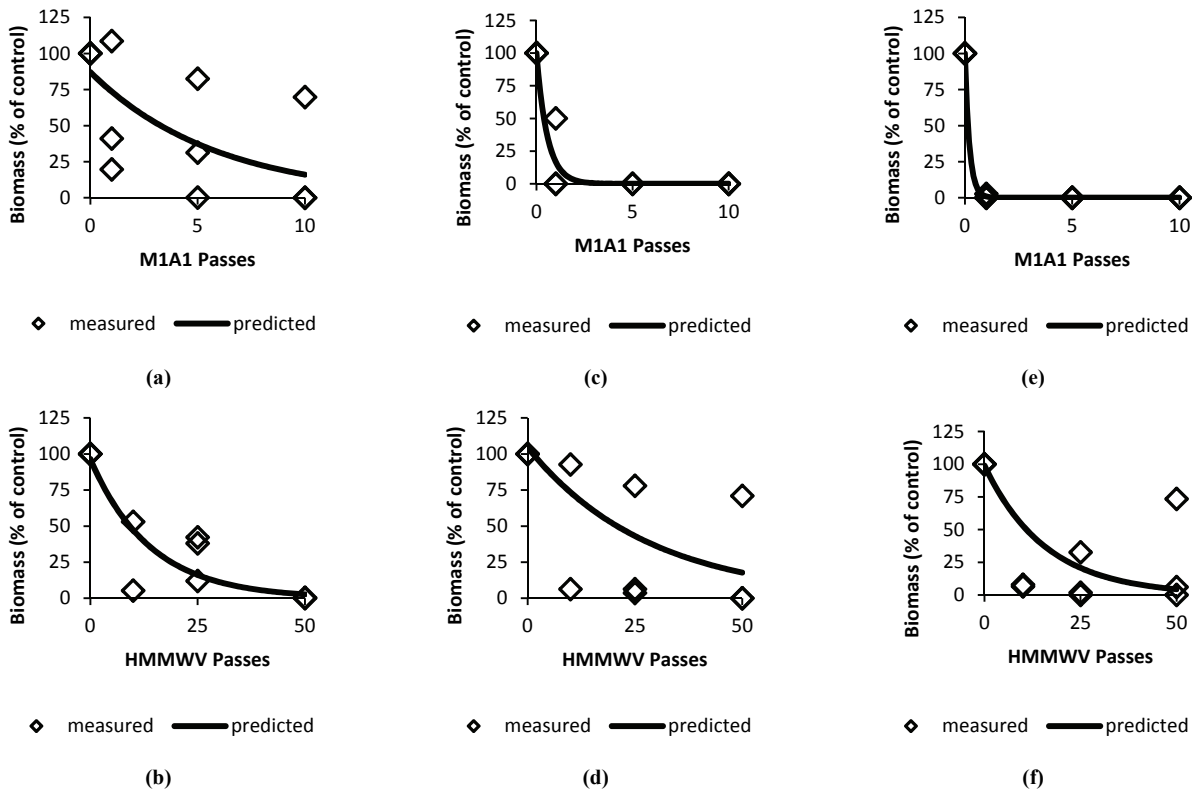 125
100
75
50
25
0
0 5 10
Biomass (% of control)
M1A1 Passes
measured predicted
(a)
125
100
75
50
25
0
0 5 10
Biomass (% of control)
M1A1 Passes
measured predicted
(c)
125
100
75
50
25
0
0 5 10
Biomass (% of control)
M1A1 Passes
measured predicted
(e)
125
100
75
50
25
0
0 25 50
Biomass (% of control)
HMMWV Passes
measured predicted
(b)
125
100
75
50
25
0
0 25 50
Biomass (% of control)
HMMWV Passes
measured predicted
(d)
125
100
75
50
25
0
0 25 50
Biomass (% of control)
HMMWV Passes
measured predicted
(f)